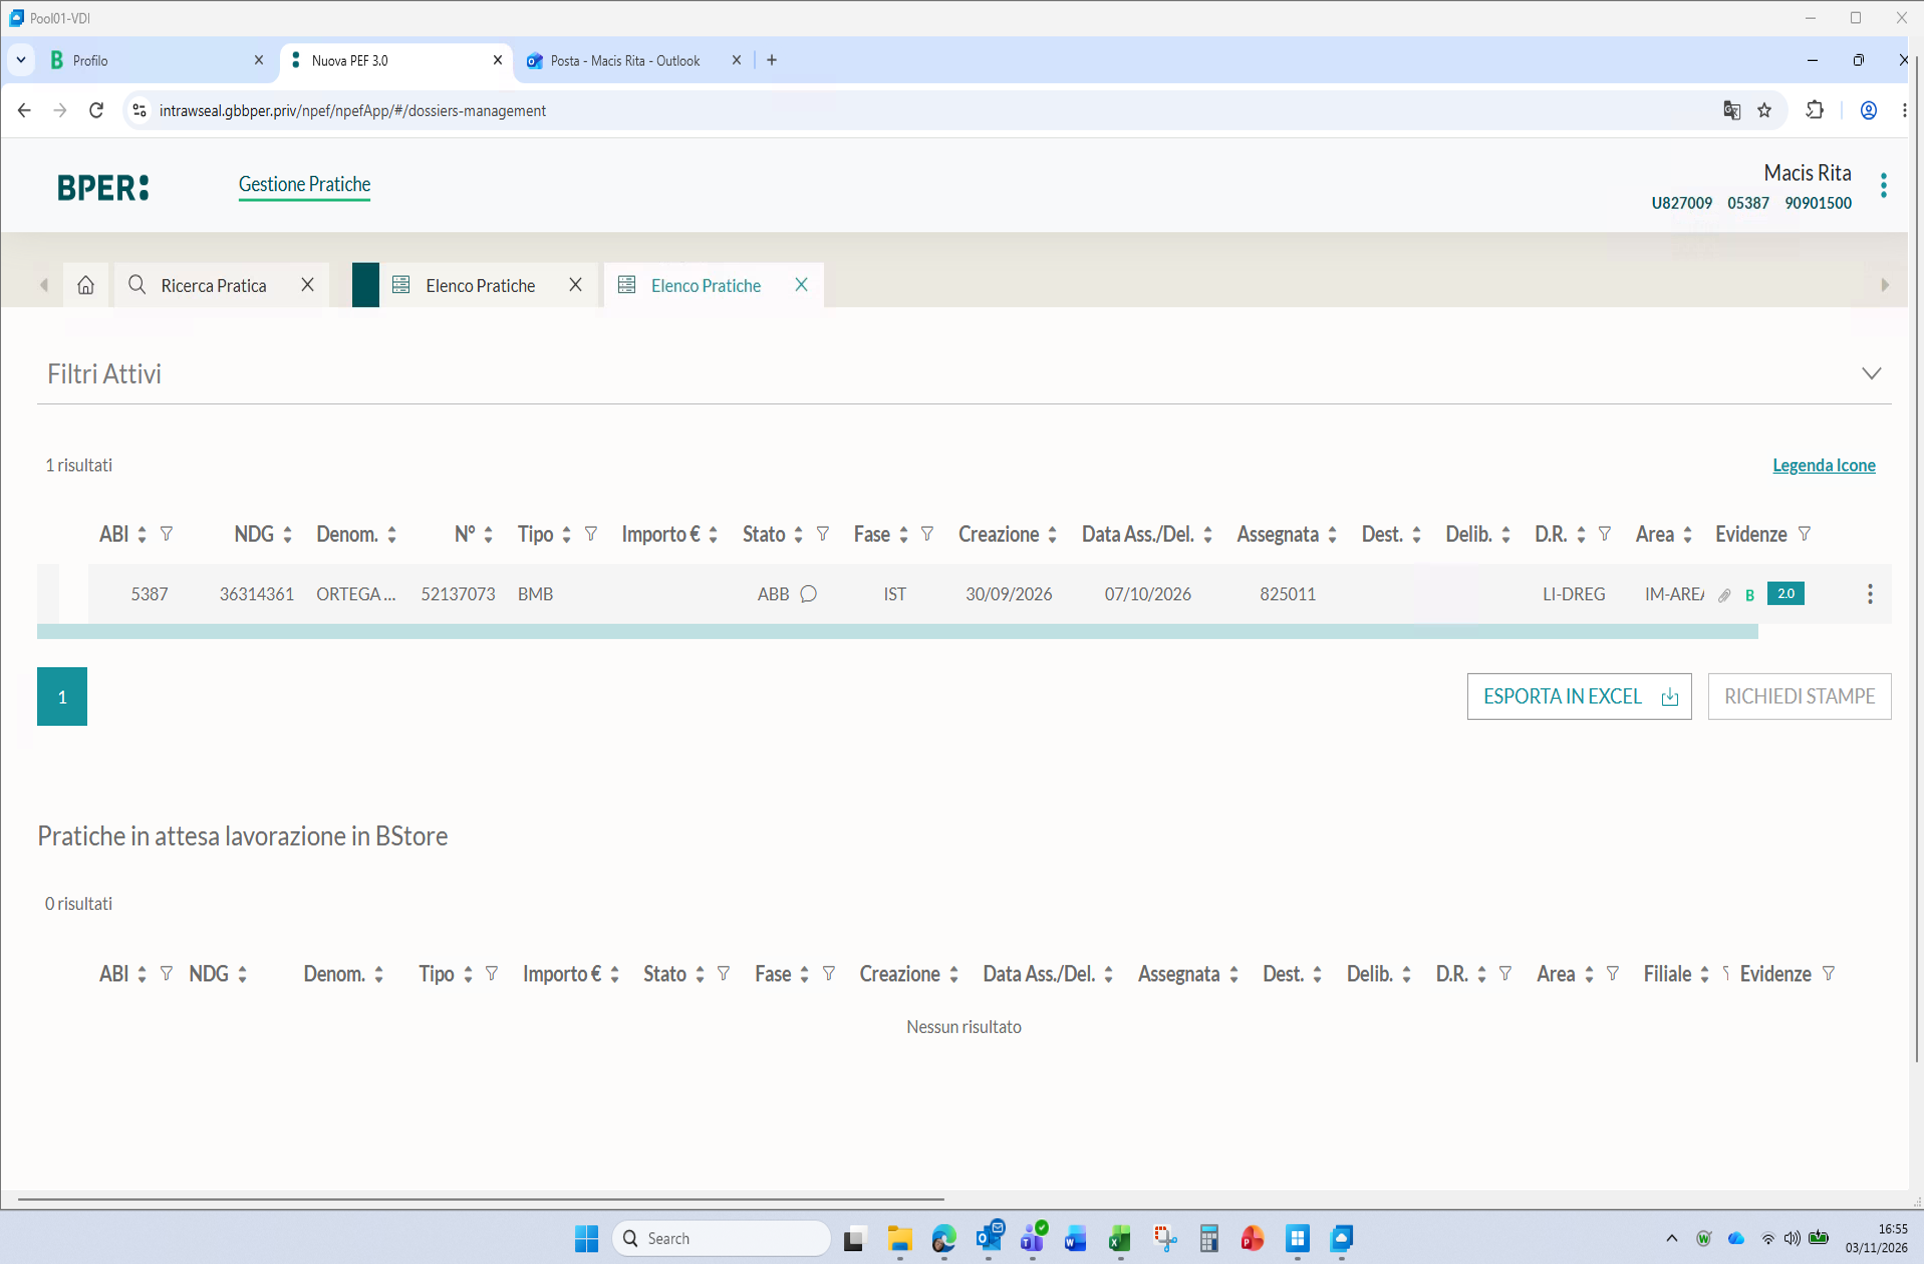 Pool01-VDI
Profilo
Nuova PEF 3.0
Posta - Macis Rita - Outlook
intrawseal.gbbper.priv/npef/npefApp/#/dossiers-management
BPER:
Gestione Pratiche
Macis Rita
U827009 05387 90901500
Ricerca Pratica
Elenco Pratiche
Elenco Pratiche
Filtri Attivi
1 risultati
Legenda Icone
ABI NDG Denom. N° Tipo Importo € Stato Fase Creazione Data Ass./Del. Assegnata Dest. Delib. D.R. Area Evidenze
5387 36314361 ORTEGA ... 52137073 BMB ABB IST 30/09/2026 07/10/2026 825011 LI-DREG IM-AREA B 2.0
1
ESPORTA IN EXCEL
RICHIEDI STAMPE
Pratiche in attesa lavorazione in BStore
0 risultati
ABI NDG Denom. Tipo Importo € Stato Fase Creazione Data Ass./Del. Assegnata Dest. Delib. D.R. Area Filiale Evidenze
Nessun risultato
Search
16:55
03/11/2026